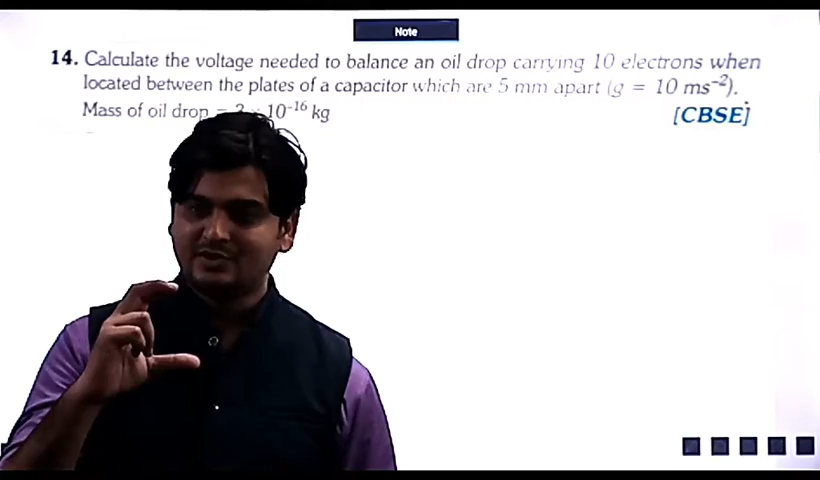 Note
14. Calculate the voltage needed to balance an oil drop carrying 10 electrons when
located between the plates of a capacitor which are 5 mm apart (g = 10 ms⁻²).
Mass of oil drop = × 10⁻¹⁶ kg
[CBSE]